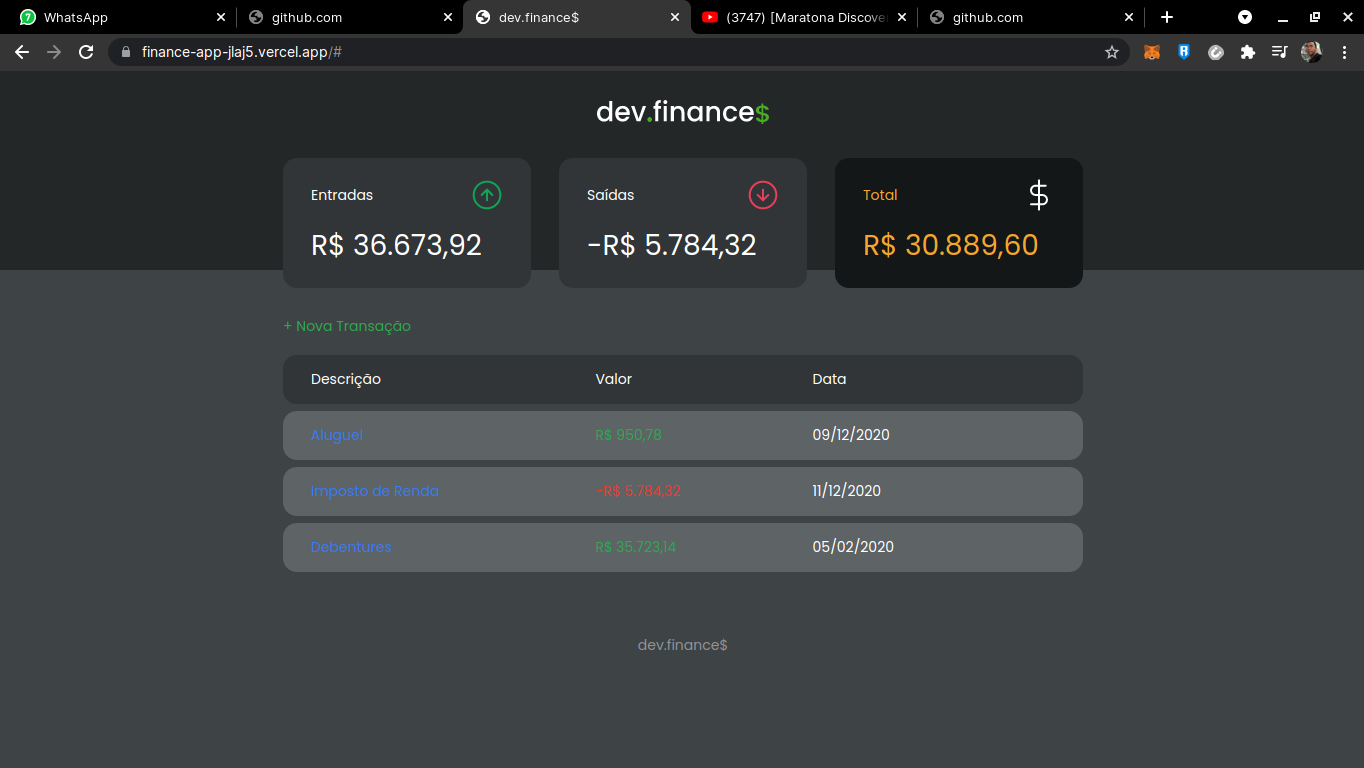 7 WhatsApp
github.com
dev.finance$
(3747) [Maratona Discove
github.com
finance-app-jlaj5.vercel.app/#
dev.finance$
Entradas
R$ 36.673,92
Saídas
-R$ 5.784,32
Total
$
R$ 30.889,60
+ Nova Transação
Descrição Valor Data
Aluguel R$ 950,78 09/12/2020
Imposto de Renda -R$ 5.784,32 11/12/2020
Debentures R$ 35.723,14 05/02/2020
dev.finance$